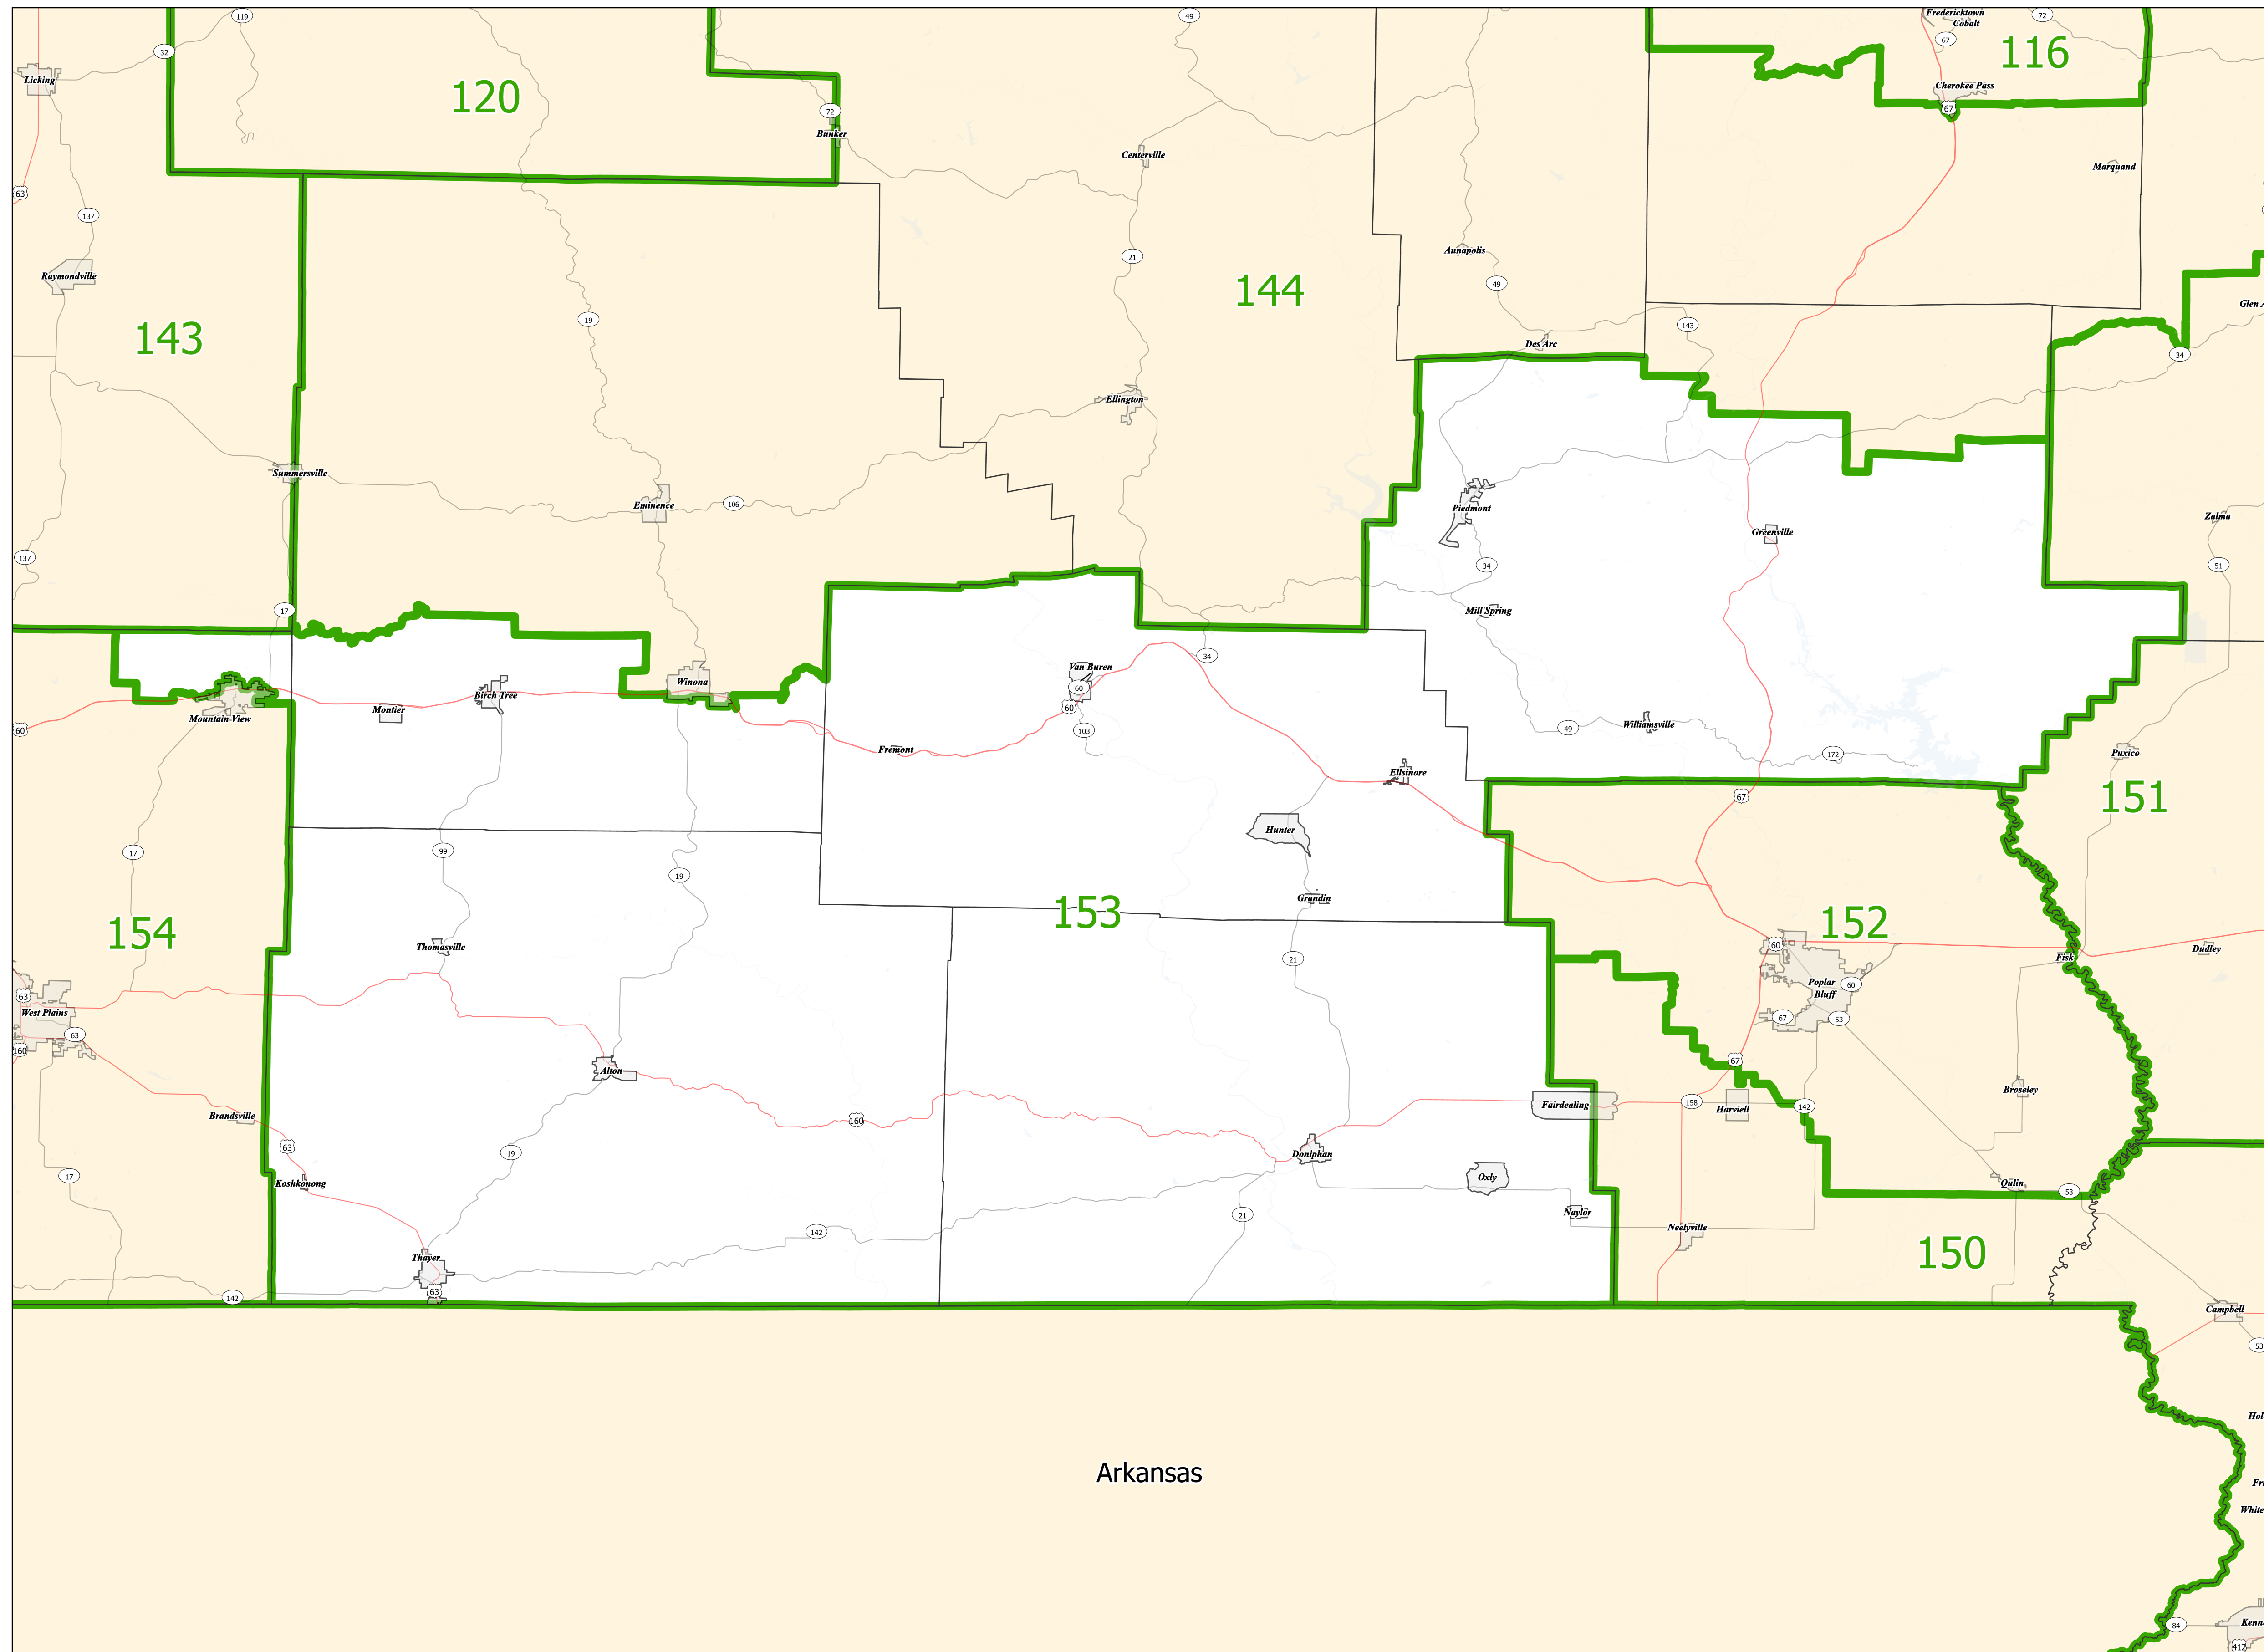 119
49
Fredericktown
Cobalt
72
67
116
32
Licking
120
72
Bunker
Cherokee Pass
67
Centerville
Marquand
63
137
21
Annapolis
Raymondville
49
144
Glen
19
143
143
Des Arc
34
Ellington
Summersville
Eminence
106
Piedmont
Zalma
Greenville
137
34
51
17
Mill Spring
34
Van Buren
Winona
60
Birch Tree
Montier
60
Mountain View
Williamsville
49
60
103
Fremont
172
Puxico
Ellsinore
67
151
Hunter
17
99
19
Grandin
153
152
154
Thomasville
60
Dudley
Fisk
21
Poplar
Bluff
60
63
West Plains
67
53
63
160
67
Alton
Broseley
158
Fairdealing
142
Harviell
Brandsville
160
63
19
Doniphan
17
Oxly
Koshkonong
Qulin
53
Naylor
21
Neelyville
142
150
Thayer
63
142
Campbell
53
Arkansas
White
84
412